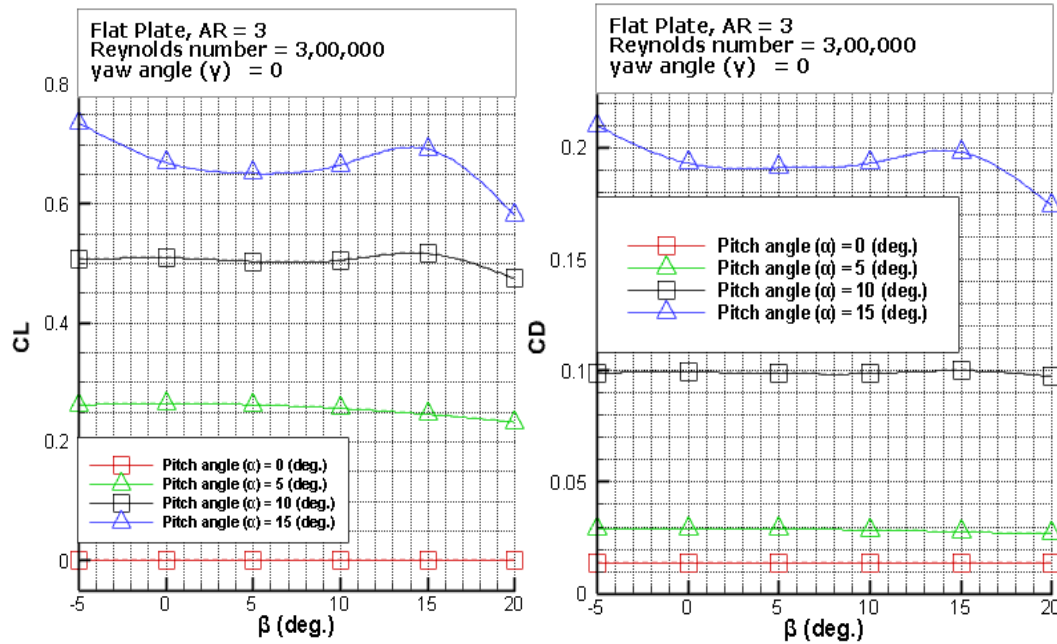 Flat Plate, AR = 3
Reynolds number = 3,00,000
yaw angle (γ) = 0
0.8
0.6
0.4
0.2
0
CL
Pitch angle (α) = 0 (deg.)
Pitch angle (α) = 5 (deg.)
Pitch angle (α) = 10 (deg.)
Pitch angle (α) = 15 (deg.)
-5 0 5 10 15 20
β (deg.)
Flat Plate, AR = 3
Reynolds number = 3,00,000
yaw angle (γ) = 0
0.2
0.15
0.1
0.05
0
CD
Pitch angle (α) = 0 (deg.)
Pitch angle (α) = 5 (deg.)
Pitch angle (α) = 10 (deg.)
Pitch angle (α) = 15 (deg.)
-5 0 5 10 15 20
β (deg.)